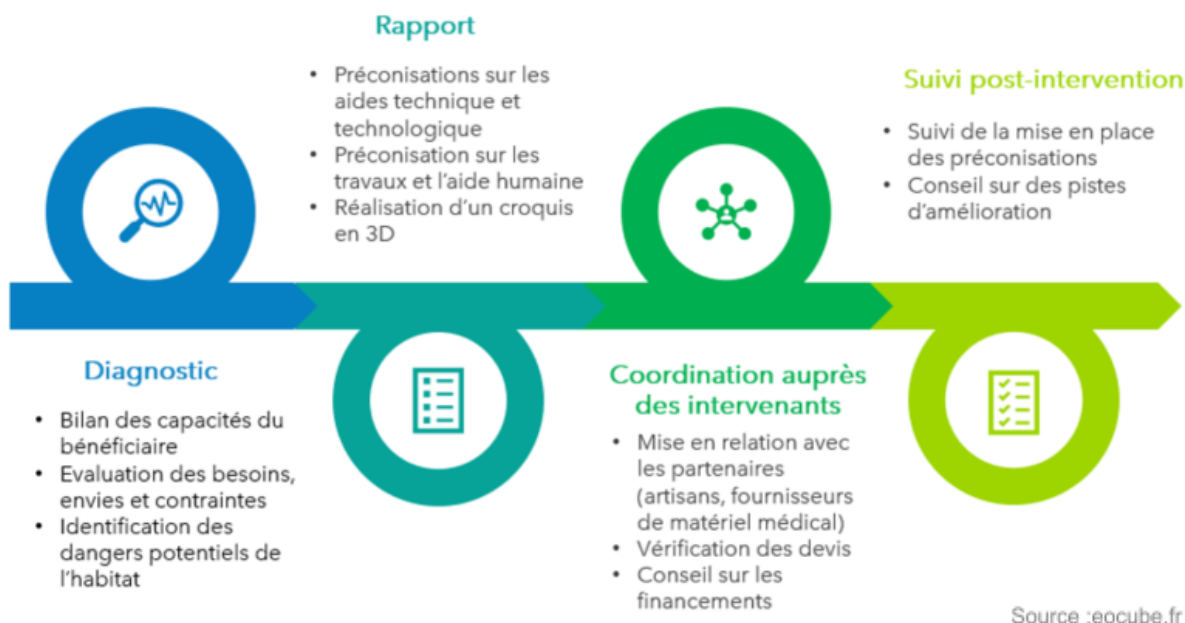 Diagnostic
• Bilan des capacités du
bénéficiaire
• Evaluation des besoins,
envies et contraintes
• Identification des
dangers potentiels de
l'habitat
Rapport
• Préconisations sur les
aides technique et
technologique
• Préconisation sur les
travaux et l'aide humaine
• Réalisation d'un croquis
en 3D
Coordination auprès
des intervenants
• Mise en relation avec
les partenaires
(artisans, fournisseurs
de matériel médical)
• Vérification des devis
• Conseil sur les
financements
Suivi post-intervention
• Suivi de la mise en place
des préconisations
• Conseil sur des pistes
d'amélioration
Source :eocube.fr